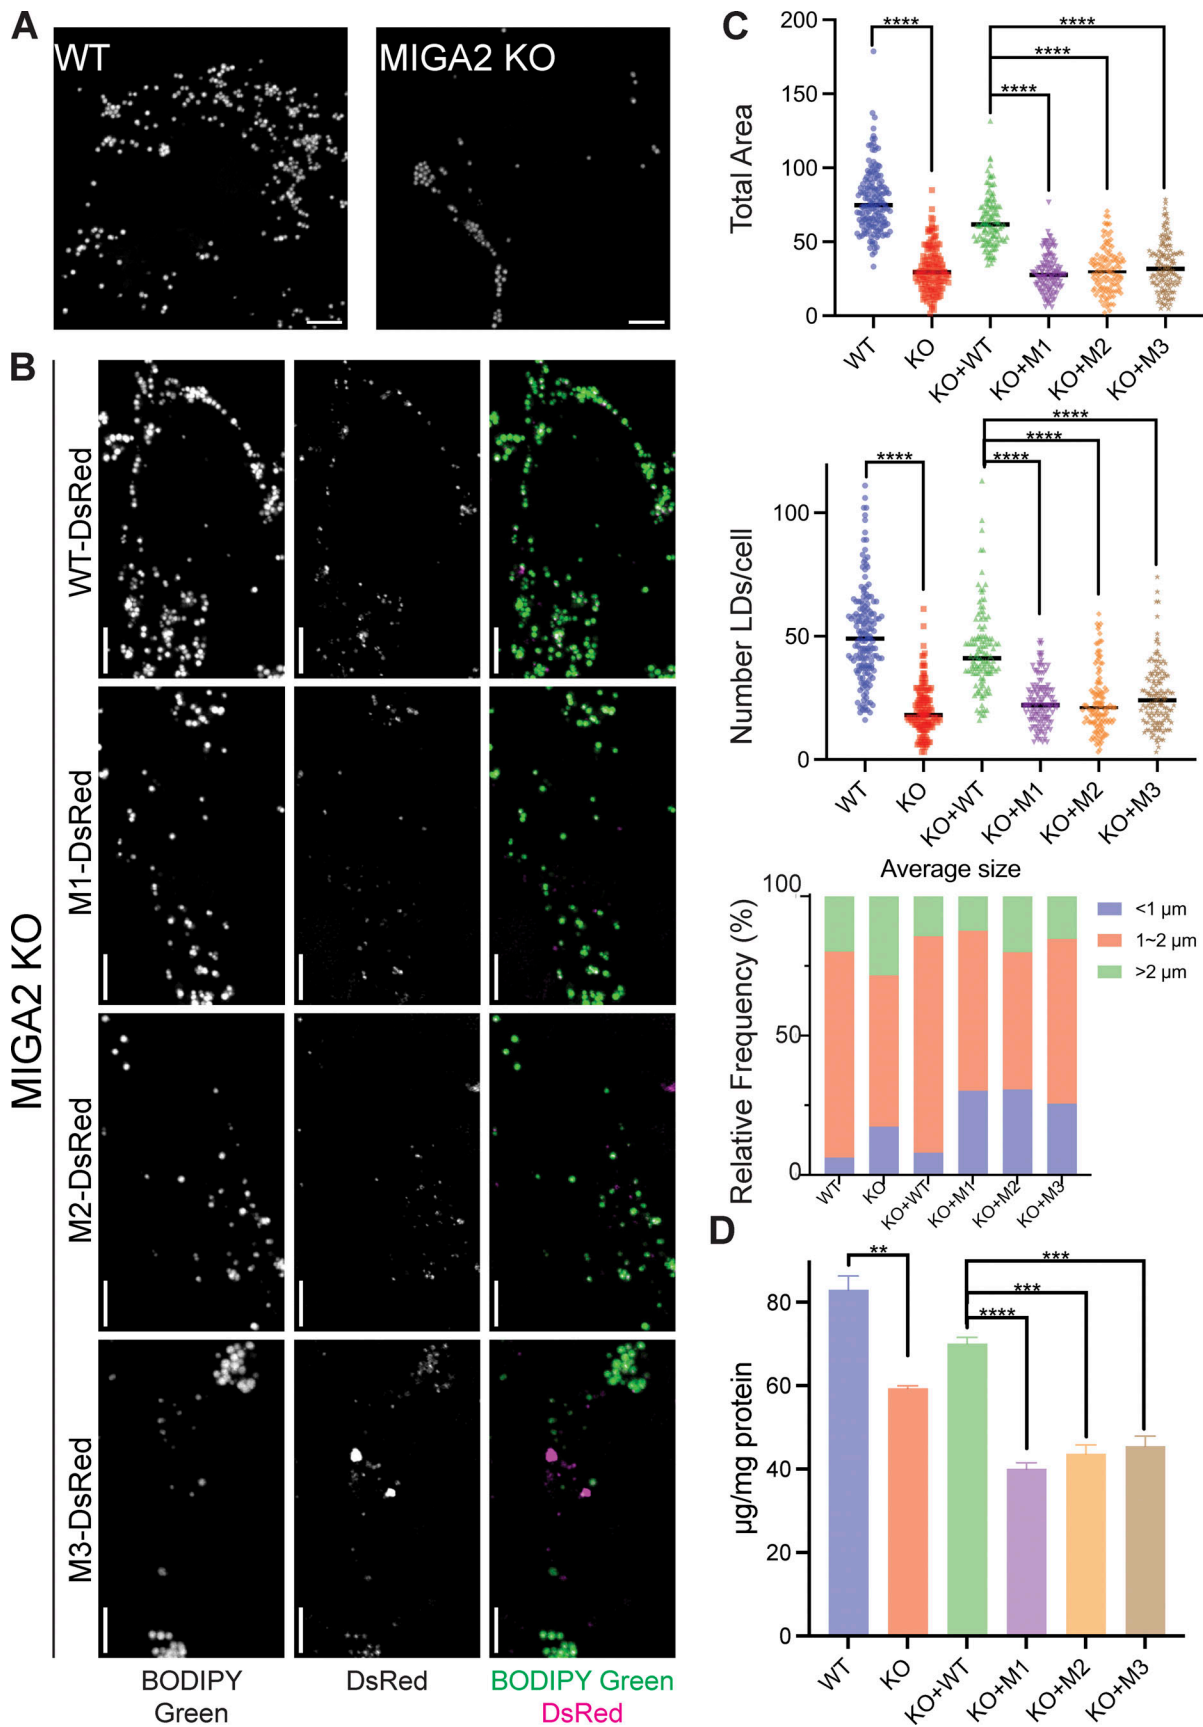 A
WT
MIGA2 KO
B
MIGA2 KO
WT-DsRed
M1-DsRed
M2-DsRed
M3-DsRed
BODIPY
Green
DsRed
BODIPY Green
DsRed
C
Total Area
200
150
100
50
0
****
****
****
****
WT
KO
KO+WT
KO+M1
KO+M2
KO+M3
Number LDs/cell
100
50
0
****
****
****
****
WT
KO
KO+WT
KO+M1
KO+M2
KO+M3
Average size
Relative Frequency (%)
100
50
0
<1 µm
1~2 µm
>2 µm
WT
KO
KO+WT
KO+M1
KO+M2
KO+M3
D
µg/mg protein
80
60
40
20
0
**
***
***
****
WT
KO
KO+WT
KO+M1
KO+M2
KO+M3